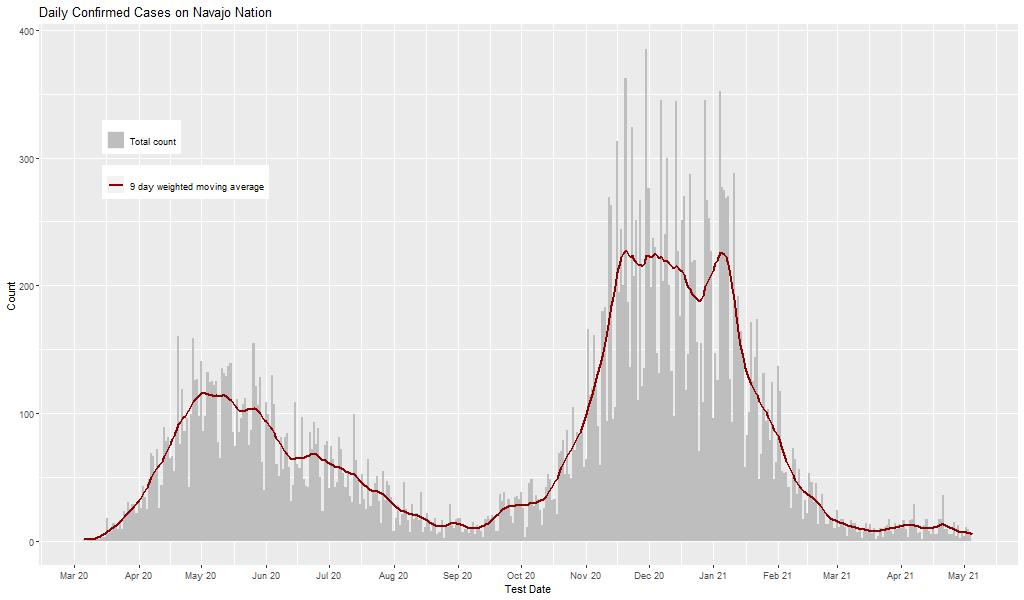 Daily Confirmed Cases on Navajo Nation
400
300
200
100
0
Count
Total count
9 day weighted moving average
Mar 20 Apr 20 May 20 Jun 20 Jul 20 Aug 20 Sep 20 Oct 20 Nov 20 Dec 20 Jan 21 Feb 21 Mar 21 Apr 21 May 21
Test Date